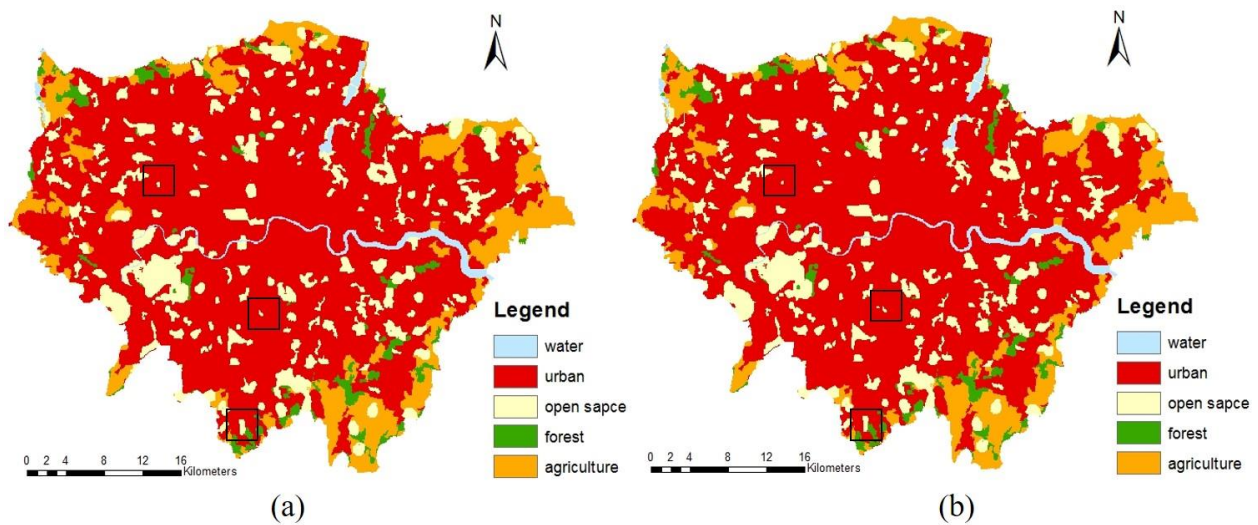 N
Legend
water
urban
open sapce
forest
agriculture
0 2 4 8 12 16
Kilometers
(a)
N
Legend
water
urban
open sapce
forest
agriculture
0 2 4 8 12 16
Kilometers
(b)